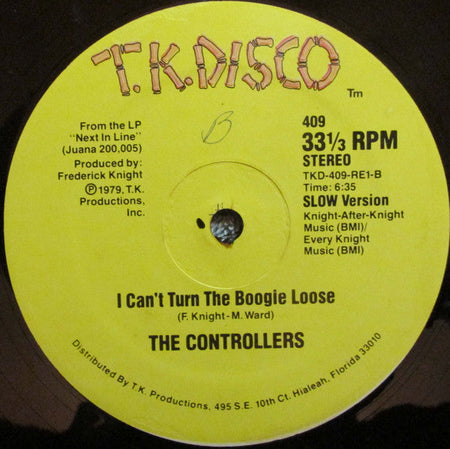 T.K.DISCO
Tm
From the LP
"Next In Line"
(Juana 200,005)
Produced by:
Frederick Knight
Ⓟ 1979, T.K.
Productions,
Inc.
B
409
33 1/3 RPM
STEREO
TKD-409-RE1-B
Time: 6:35
SLOW Version
Knight-After-Knight
Music (BMI)/
Every Knight
Music (BMI)
I Can't Turn The Boogie Loose
(F. Knight-M. Ward)
THE CONTROLLERS
Distributed By T.K. Productions, 495 S.E. 10th Ct. Hialeah, Florida 33010